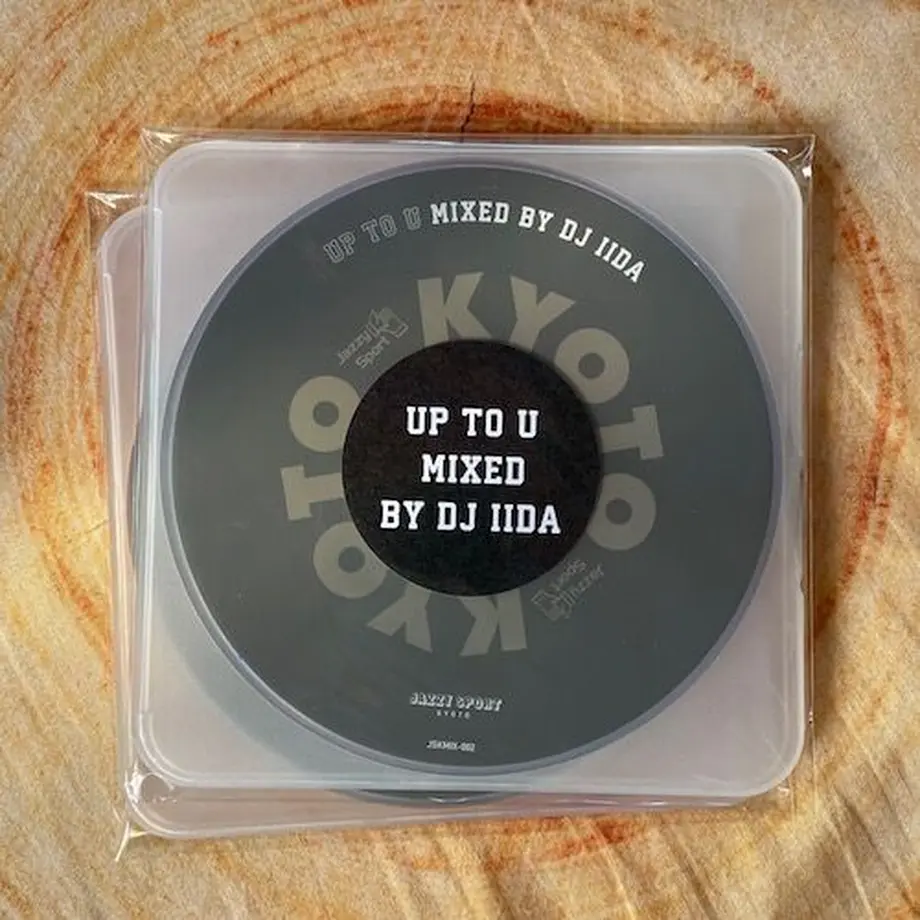 UP TO U MIXED BY DJ IIDA
KYOTO
Jazzy
Sport
UP TO U
MIXED
BY DJ IIDA
KYOTO
Jazzy
Sport
JAZZY SPORT
KYOTO
JSKMIX-002